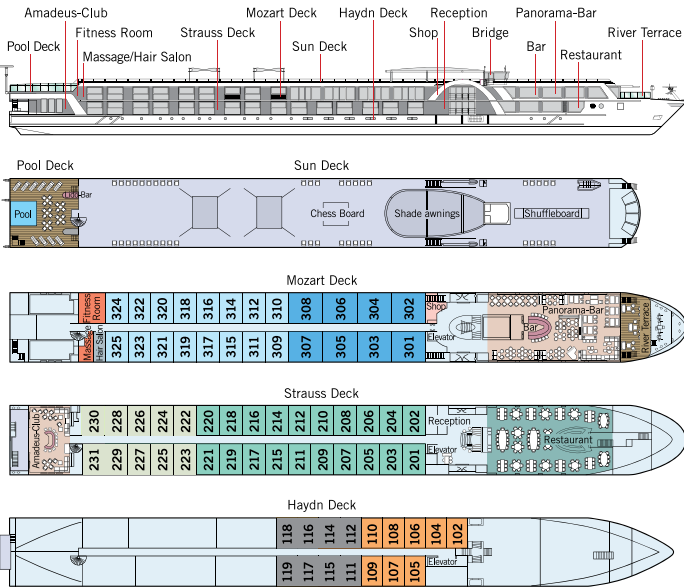 Amadeus-Club
Mozart Deck
Haydn Deck
Reception
Panorama-Bar
Fitness Room
Strauss Deck
Shop
Bridge
River Terrace
Pool Deck
Massage/Hair Salon
Sun Deck
Bar
Restaurant
Pool Deck
Sun Deck
Bar
Pool
Chess Board
Shade awnings
Shuffleboard
Mozart Deck
Fitness
Room
324 322 320 318 316 314 312 310 308 306 304 302
Shop
Panorama-Bar
Bar
River Terrace
Massage
Hair Salon
325 323 321 319 317 315 311 309 307 305 303 301
Elevator
Strauss Deck
Amadeus-Club
230 228 226 224 222 220 218 216 214 212 210 208 206 204 202
Reception
Restaurant
231 229 227 225 223 221 219 217 215 211 209 207 205 203 201
Elevator
Haydn Deck
118 116 114 112 110 108 106 104 102
119 117 115 111 109 107 105
Elevator